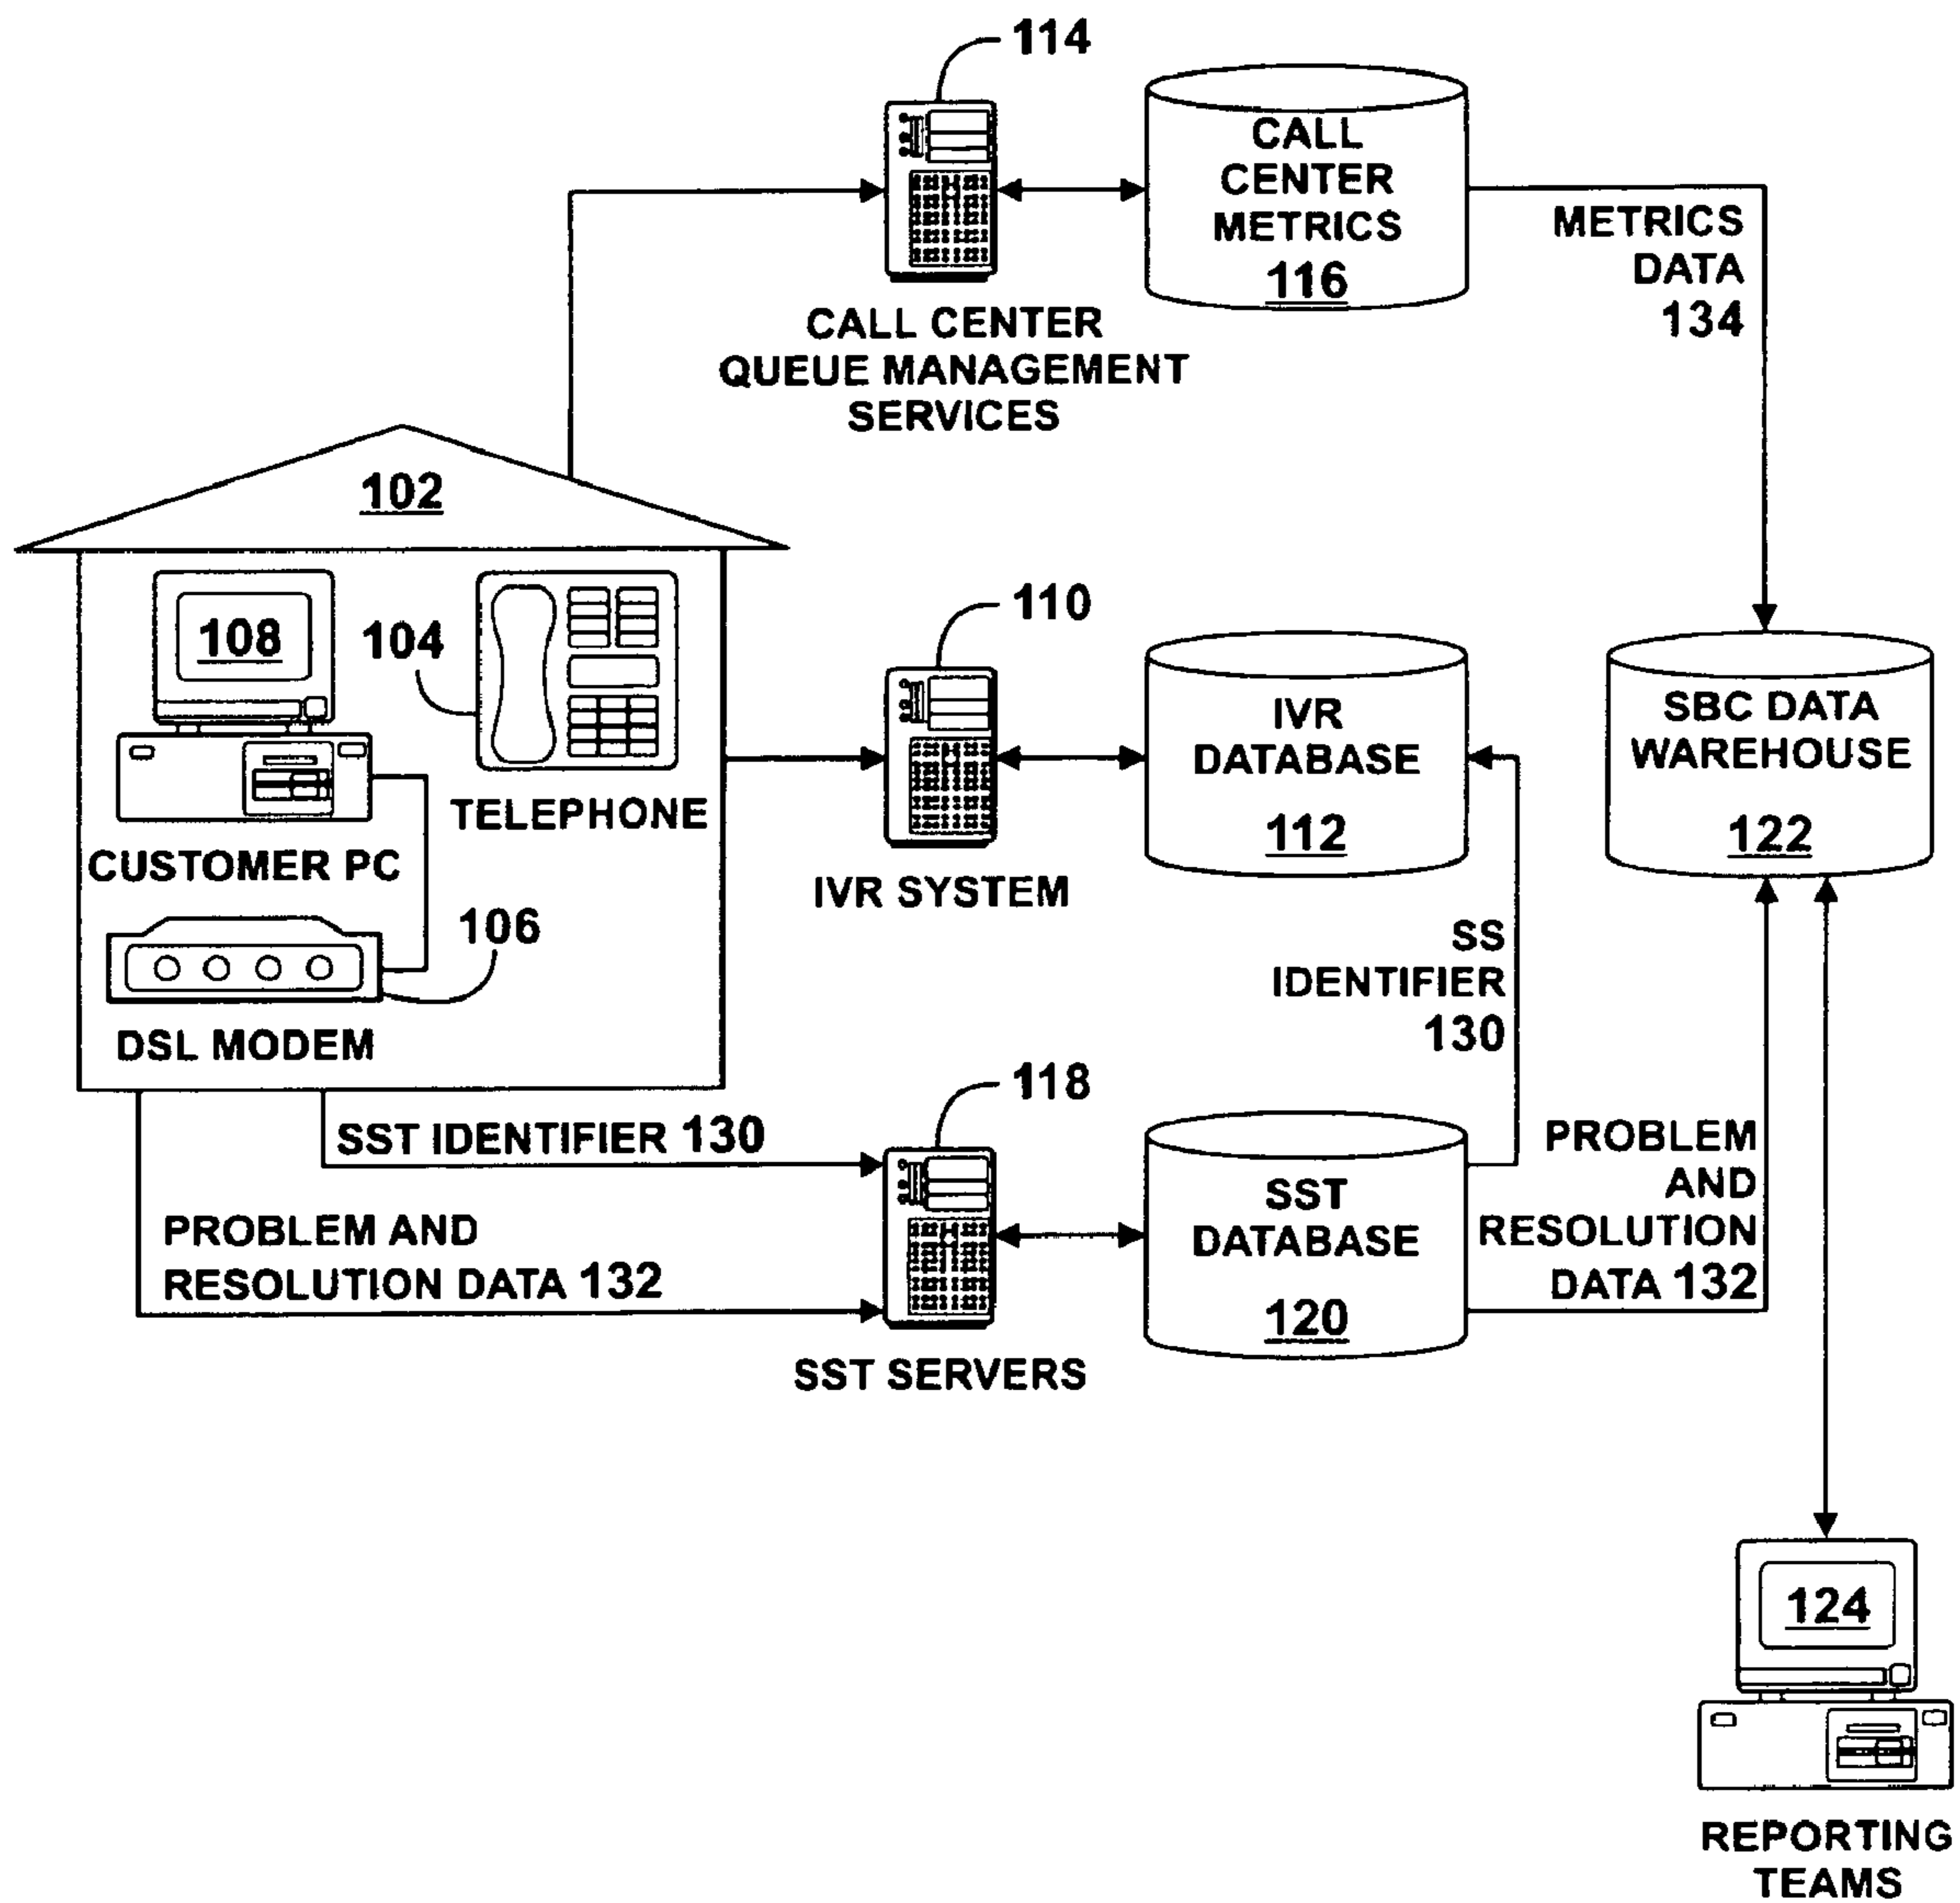 114
CALL
CENTER
METRICS
116
METRICS
DATA
134
CALL CENTER
QUEUE MANAGEMENT
SERVICES
102
108
104
TELEPHONE
CUSTOMER PC
106
DSL MODEM
110
IVR SYSTEM
IVR
DATABASE
112
SBC DATA
WAREHOUSE
122
SS
IDENTIFIER
130
118
SST IDENTIFIER 130
PROBLEM AND
RESOLUTION DATA 132
SST SERVERS
SST
DATABASE
120
PROBLEM
AND
RESOLUTION
DATA 132
124
REPORTING
TEAMS